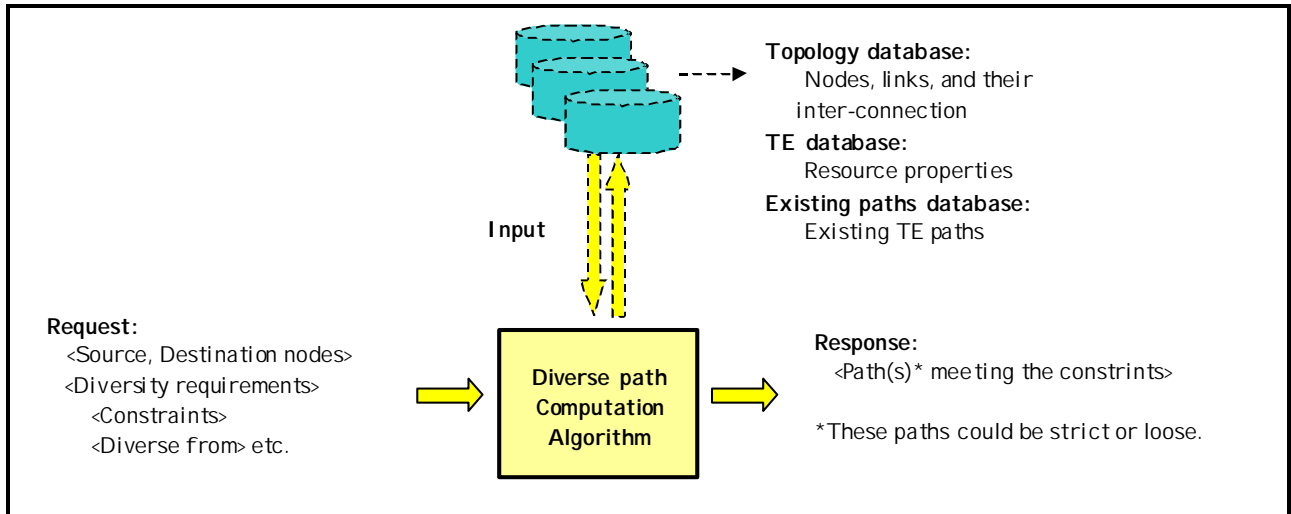 Topology database:
Nodes, links, and their
inter-connection
TE database:
Resource properties
Existing paths database:
Existing TE paths
Input
Request:
<Source, Destination nodes>
<Diversity requirements>
<Constraints>
<Diverse from> etc.
Diverse path
Computation
Algorithm
Response:
<Path(s)* meeting the constrints>
*These paths could be strict or loose.